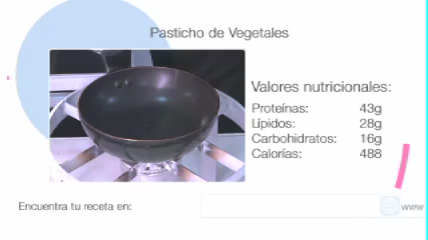 Pasticho de Vegetales
Valores nutricionales:
Proteínas: 43g
Lípidos: 28g
Carbohidratos: 16g
Calorías: 488
Encuentra tu receta en:
www